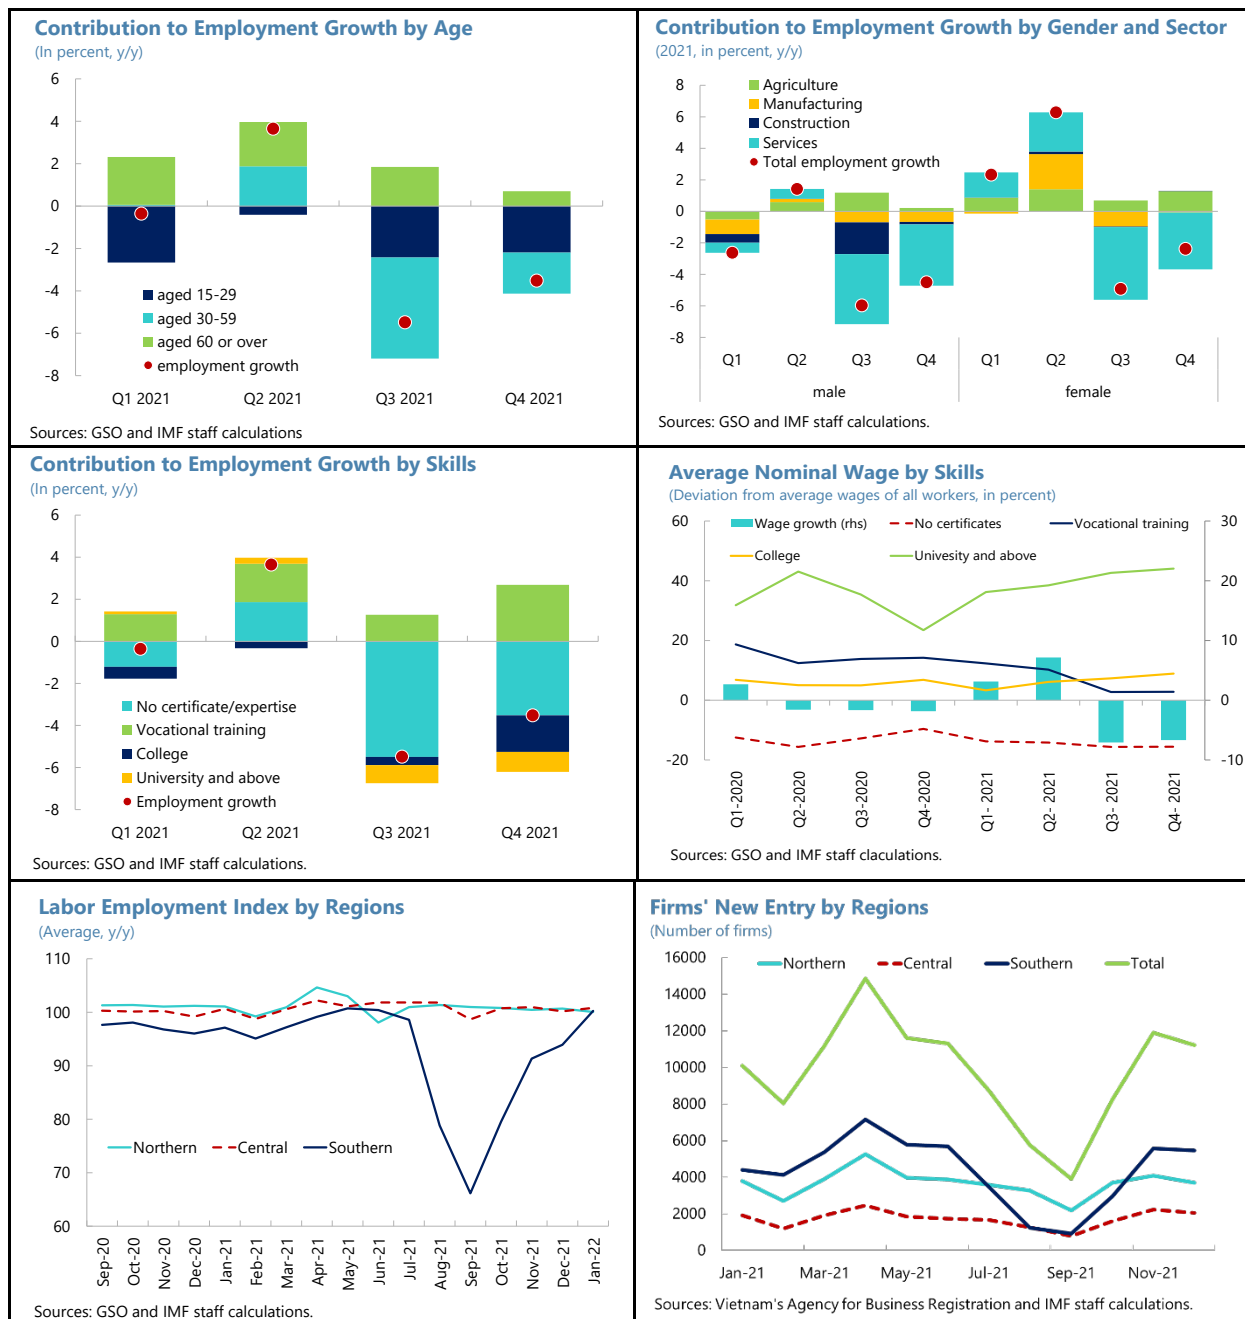 Contribution to Employment Growth by Age
(In percent, y/y)
6
4
2
0
-2
-4
-6
-8
aged 15-29
aged 30-59
aged 60 or over
employment growth
Q1 2021
Q2 2021
Q3 2021
Q4 2021
Sources: GSO and IMF staff calculations
Contribution to Employment Growth by Gender and Sector
(2021, in percent, y/y)
8
6
4
2
0
-2
-4
-6
-8
Agriculture
Manufacturing
Construction
Services
Total employment growth
Q1
Q2
Q3
Q4
Q1
Q2
Q3
Q4
male
female
Sources: GSO and IMF staff calculations.
Contribution to Employment Growth by Skills
(In percent, y/y)
6
4
2
0
-2
-4
-6
-8
No certificate/expertise
Vocational training
College
University and above
Employment growth
Q1 2021
Q2 2021
Q3 2021
Q4 2021
Sources: GSO and IMF staff calculations.
Average Nominal Wage by Skills
(Deviation from average wages of all workers, in percent)
60
40
20
0
-20
30
20
10
0
-10
Wage growth (rhs)
No certificates
Vocational training
College
Univesity and above
Q1-2020
Q2-2020
Q3-2020
Q4-2020
Q1- 2021
Q2- 2021
Q3- 2021
Q4- 2021
Sources: GSO and IMF staff claculations.
Labor Employment Index by Regions
(Average, y/y)
110
100
90
80
70
60
Northern
Central
Southern
Sep-20
Oct-20
Nov-20
Dec-20
Jan-21
Feb-21
Mar-21
Apr-21
May-21
Jun-21
Jul-21
Aug-21
Sep-21
Oct-21
Nov-21
Dec-21
Jan-22
Sources: GSO and IMF staff calculations.
Firms' New Entry by Regions
(Number of firms)
16000
14000
12000
10000
8000
6000
4000
2000
0
Northern
Central
Southern
Total
Jan-21
Mar-21
May-21
Jul-21
Sep-21
Nov-21
Sources: Vietnam's Agency for Business Registration and IMF staff calculations.